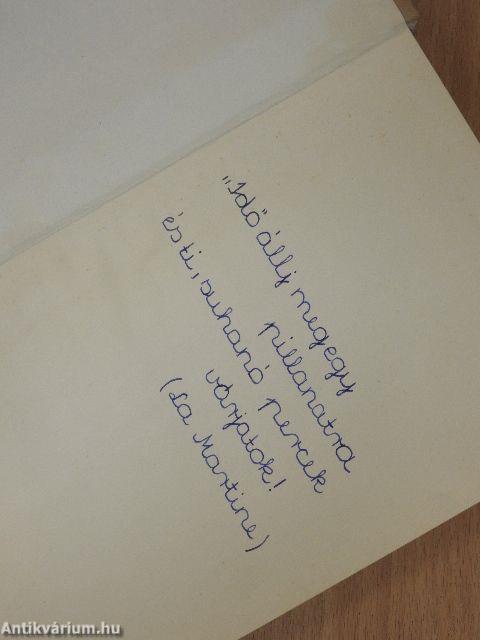 "Idő" állj meg egy
pillanatra
és ti, suhanó percek
várjatok!
(La Martine)
Antikvárium.hu